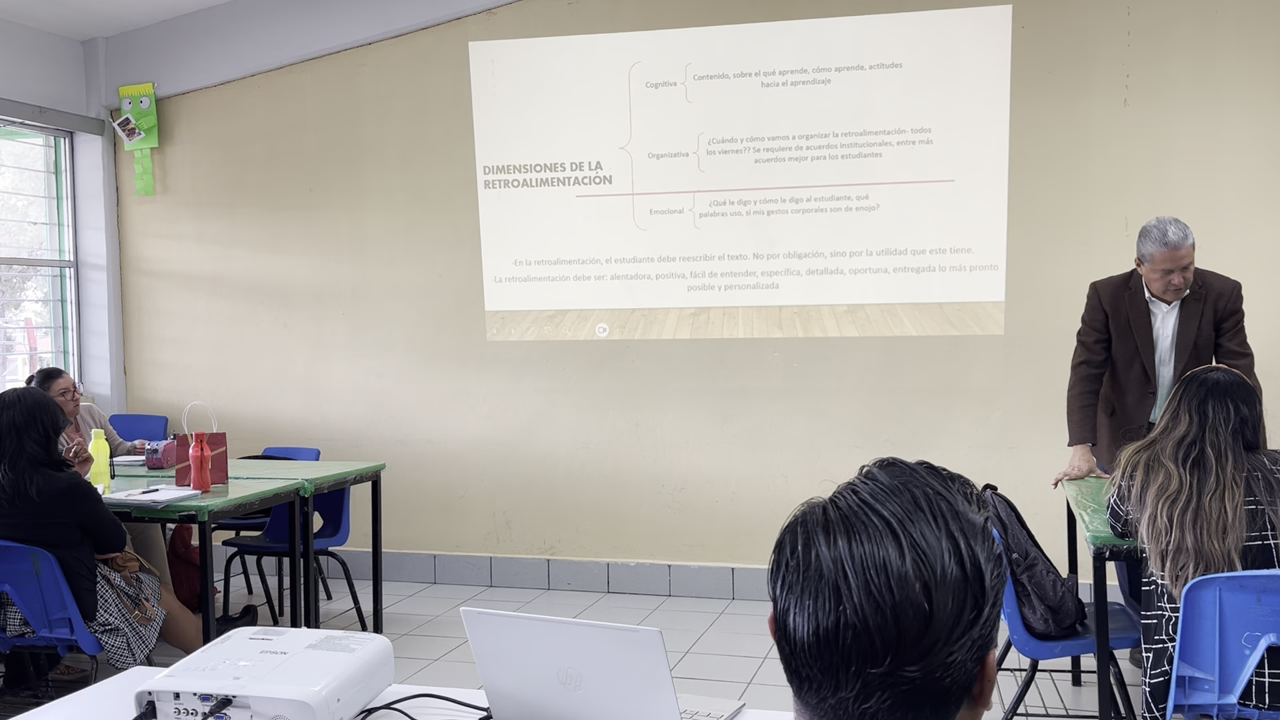 Cognitiva
Contenido, sobre el qué aprende, cómo aprende, actitudes
hacia el aprendizaje
Organizativa
¿Cuándo y cómo vamos a organizar la retroalimentación- todos
los viernes?? Se requiere de acuerdos institucionales, entre más
acuerdos mejor para los estudiantes
DIMENSIONES DE LA
RETROALIMENTACIÓN
Emocional
¿Qué le digo y cómo le digo al estudiante, qué
palabras uso, si mis gestos corporales son de enojo?
-En la retroalimentación, el estudiante debe reescribir el texto. No por obligación, sino por la utilidad que este tiene.
-La retroalimentación debe ser: alentadora, positiva, fácil de entender, específica, detallada, oportuna, entregada lo más pronto
posible y personalizada
EPSON
hp